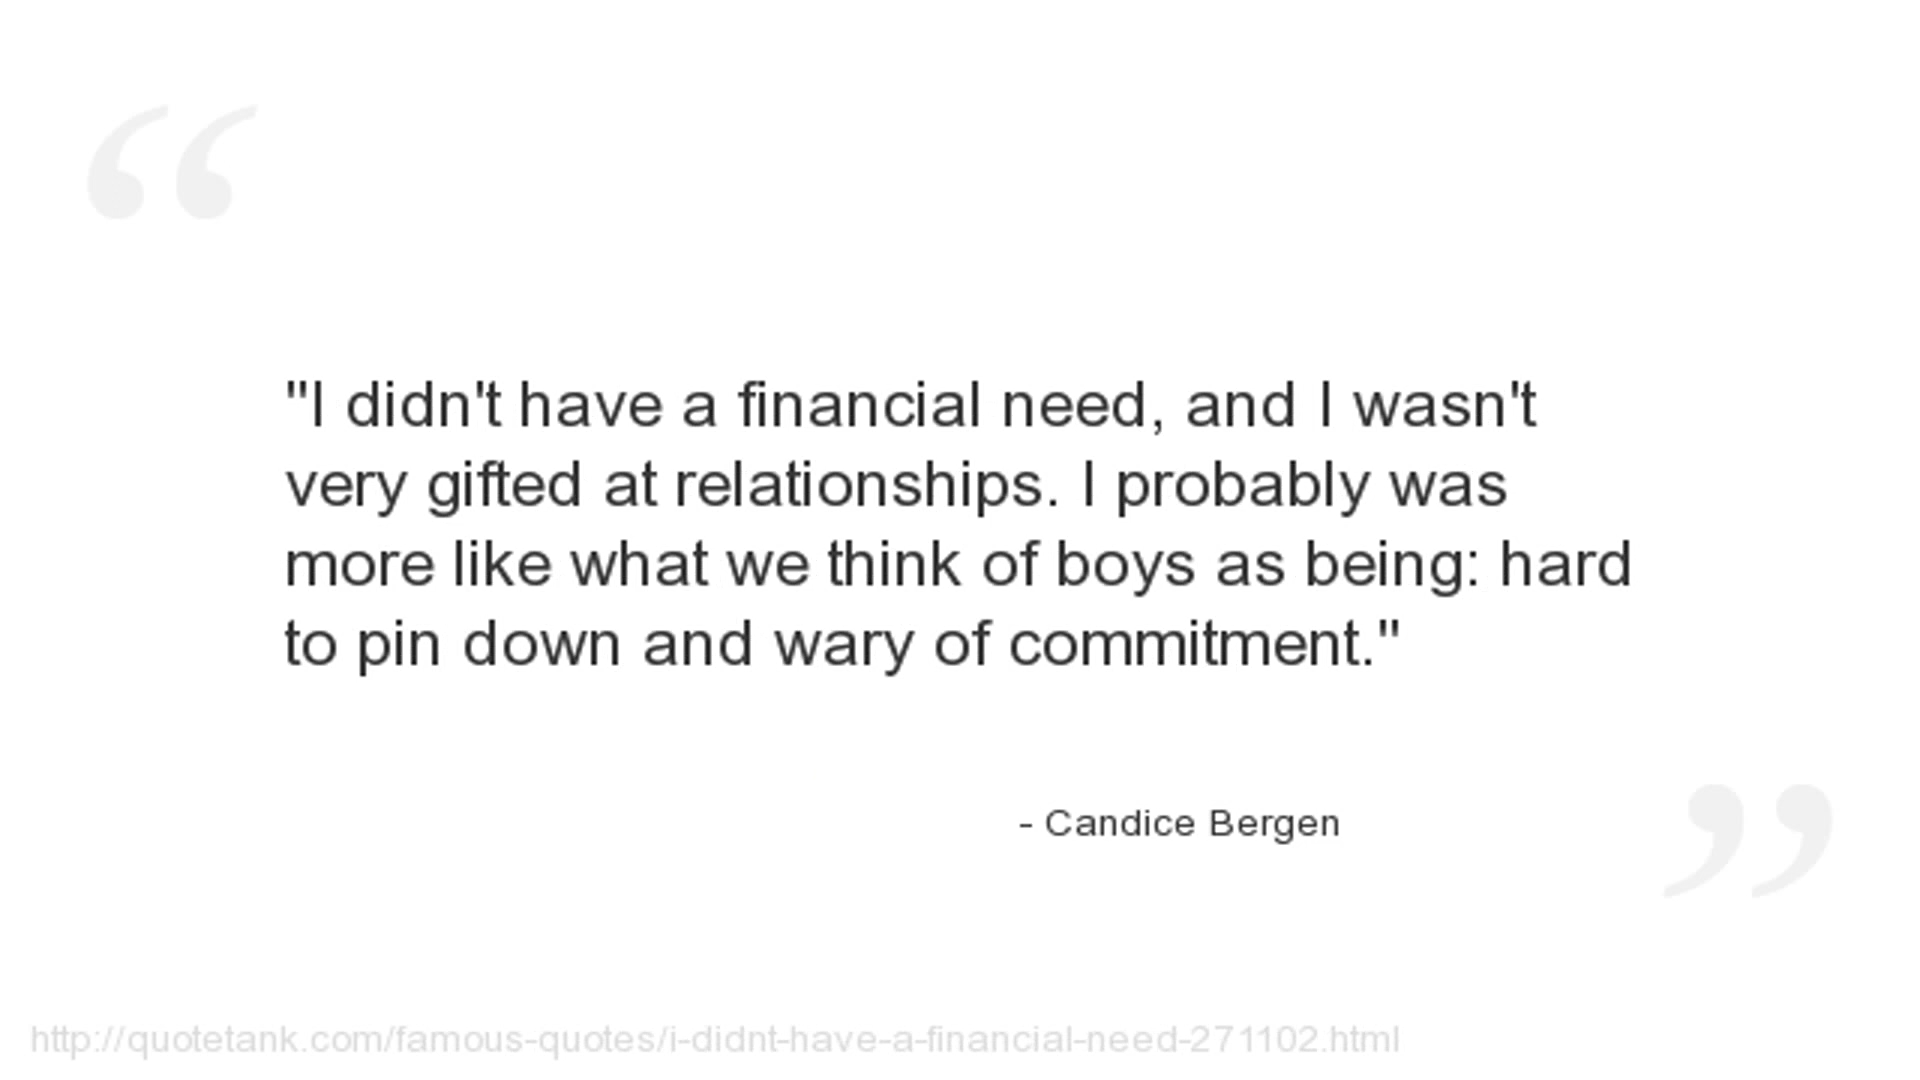 "I didn't have a financial need, and I wasn't
very gifted at relationships. I probably was
more like what we think of boys as being: hard
to pin down and wary of commitment."
- Candice Bergen
http://quotetank.com/famous-quotes/i-didnt-have-a-financial-need-271102.html